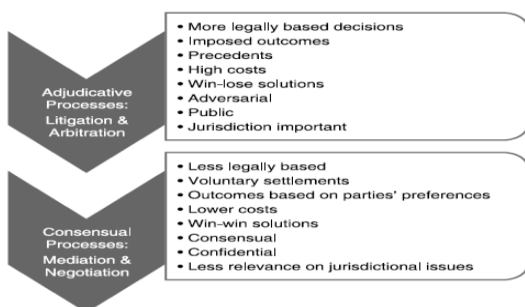 Adjudicative
Processes:
Litigation &
Arbitration
• More legally based decisions
• Imposed outcomes
• Precedents
• High costs
• Win-lose solutions
• Adversarial
• Public
• Jurisdiction important
Consensual
Processes:
Mediation &
Negotiation
• Less legally based
• Voluntary settlements
• Outcomes based on parties' preferences
• Lower costs
• Win-win solutions
• Consensual
• Confidential
• Less relevance on jurisdictional issues